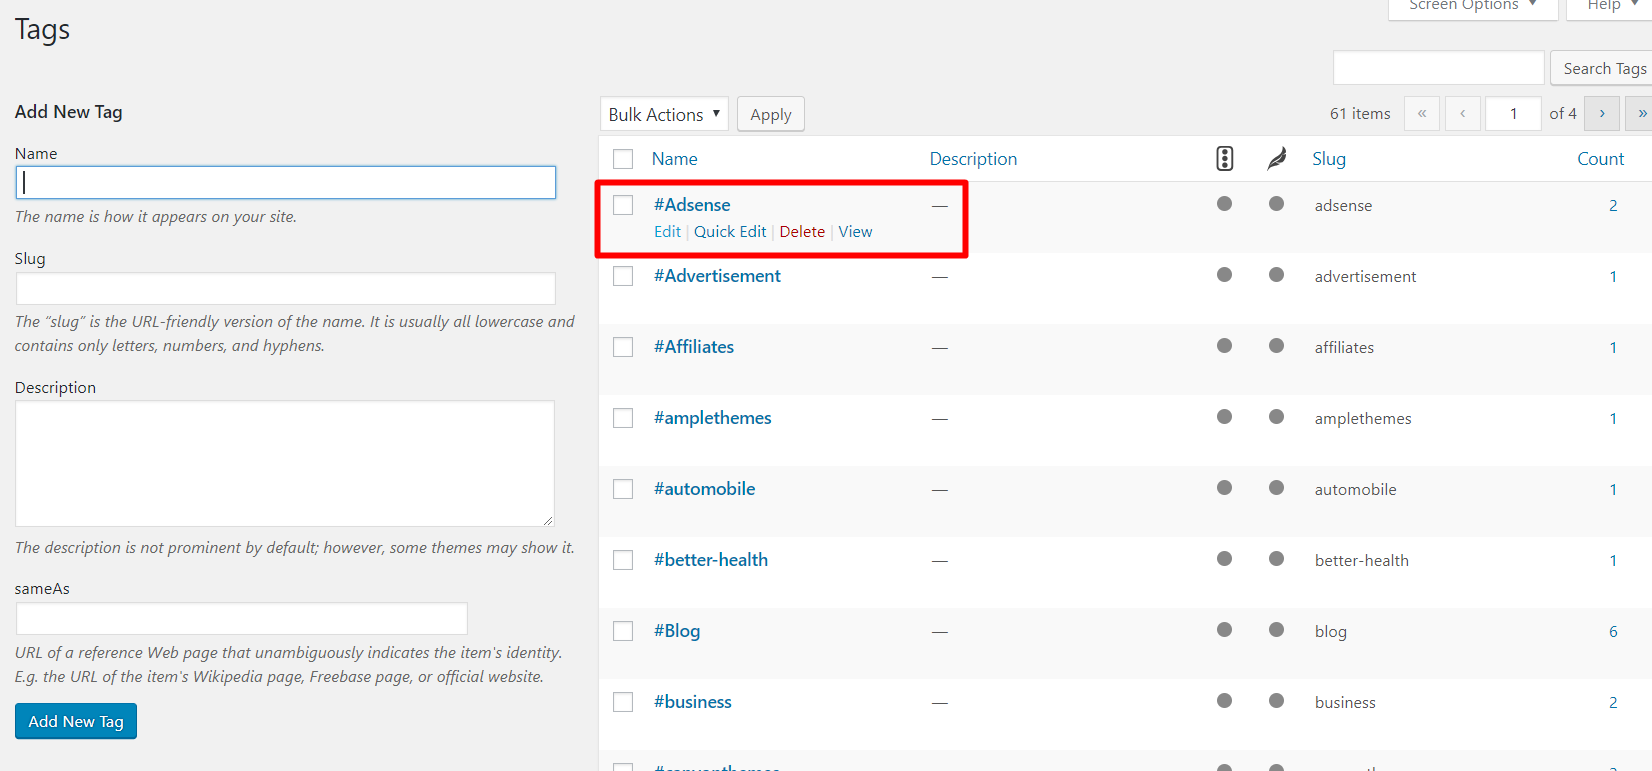 Screen Options ▼
Help ▼
Tags
Search Tags
Add New Tag
Name
The name is how it appears on your site.
Slug
The “slug” is the URL-friendly version of the name. It is usually all lowercase and
contains only letters, numbers, and hyphens.
Description
The description is not prominent by default; however, some themes may show it.
sameAs
URL of a reference Web page that unambiguously indicates the item's identity.
E.g. the URL of the item's Wikipedia page, Freebase page, or official website.
Add New Tag
Bulk Actions ▼ Apply
61 items « ‹ 1 of 4 › »
Name Description Slug Count
#Adsense — adsense 2
Edit | Quick Edit | Delete | View
#Advertisement — advertisement 1
#Affiliates — affiliates 1
#amplethemes — amplethemes 1
#automobile — automobile 1
#better-health — better-health 1
#Blog — blog 6
#business — business 2